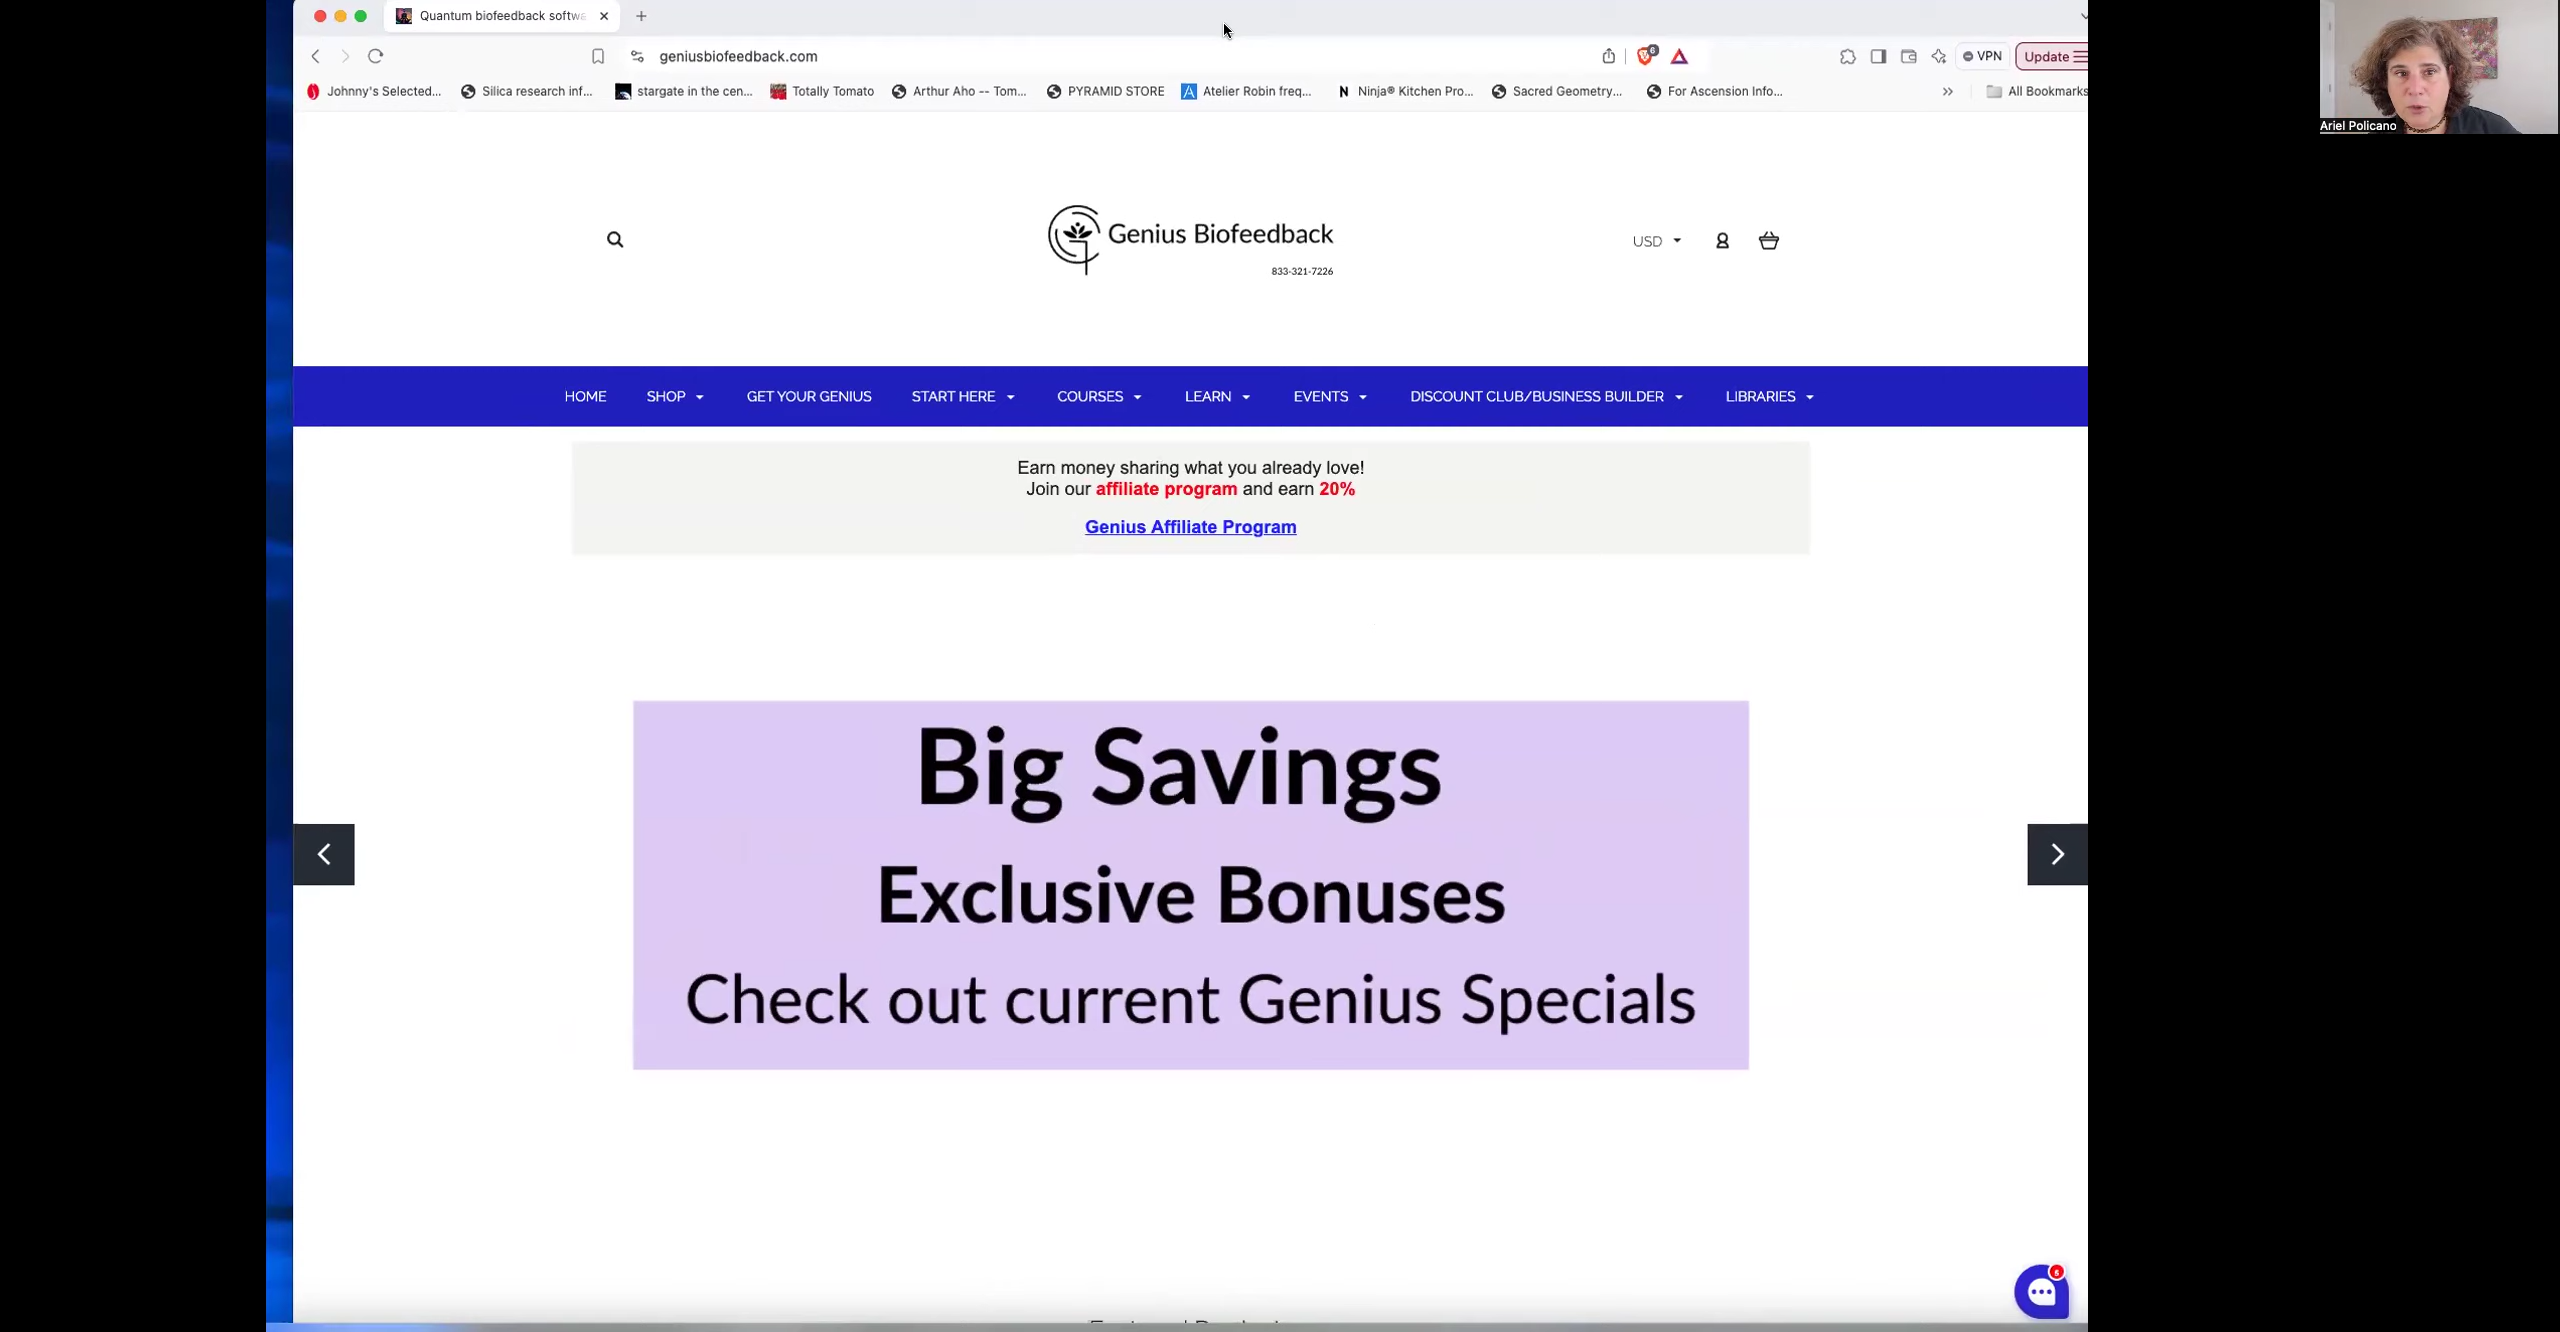 Quantum biofeedback softw
geniusbiofeedback.com
6
VPN
Update
Johnny's Selected...
Silica research inf...
stargate in the cen...
Totally Tomato
Arthur Aho -- Tom...
PYRAMID STORE
Atelier Robin freq...
Ninja® Kitchen Pro...
Sacred Geometry...
For Ascension Info...
All Bookmarks
Ariel Policano
Genius Biofeedback
833-321-7226
USD
HOME
SHOP
GET YOUR GENIUS
START HERE
COURSES
LEARN
EVENTS
DISCOUNT CLUB/BUSINESS BUILDER
LIBRARIES
Earn money sharing what you already love!
Join our affiliate program and earn 20%
Genius Affiliate Program
Big Savings
Exclusive Bonuses
Check out current Genius Specials